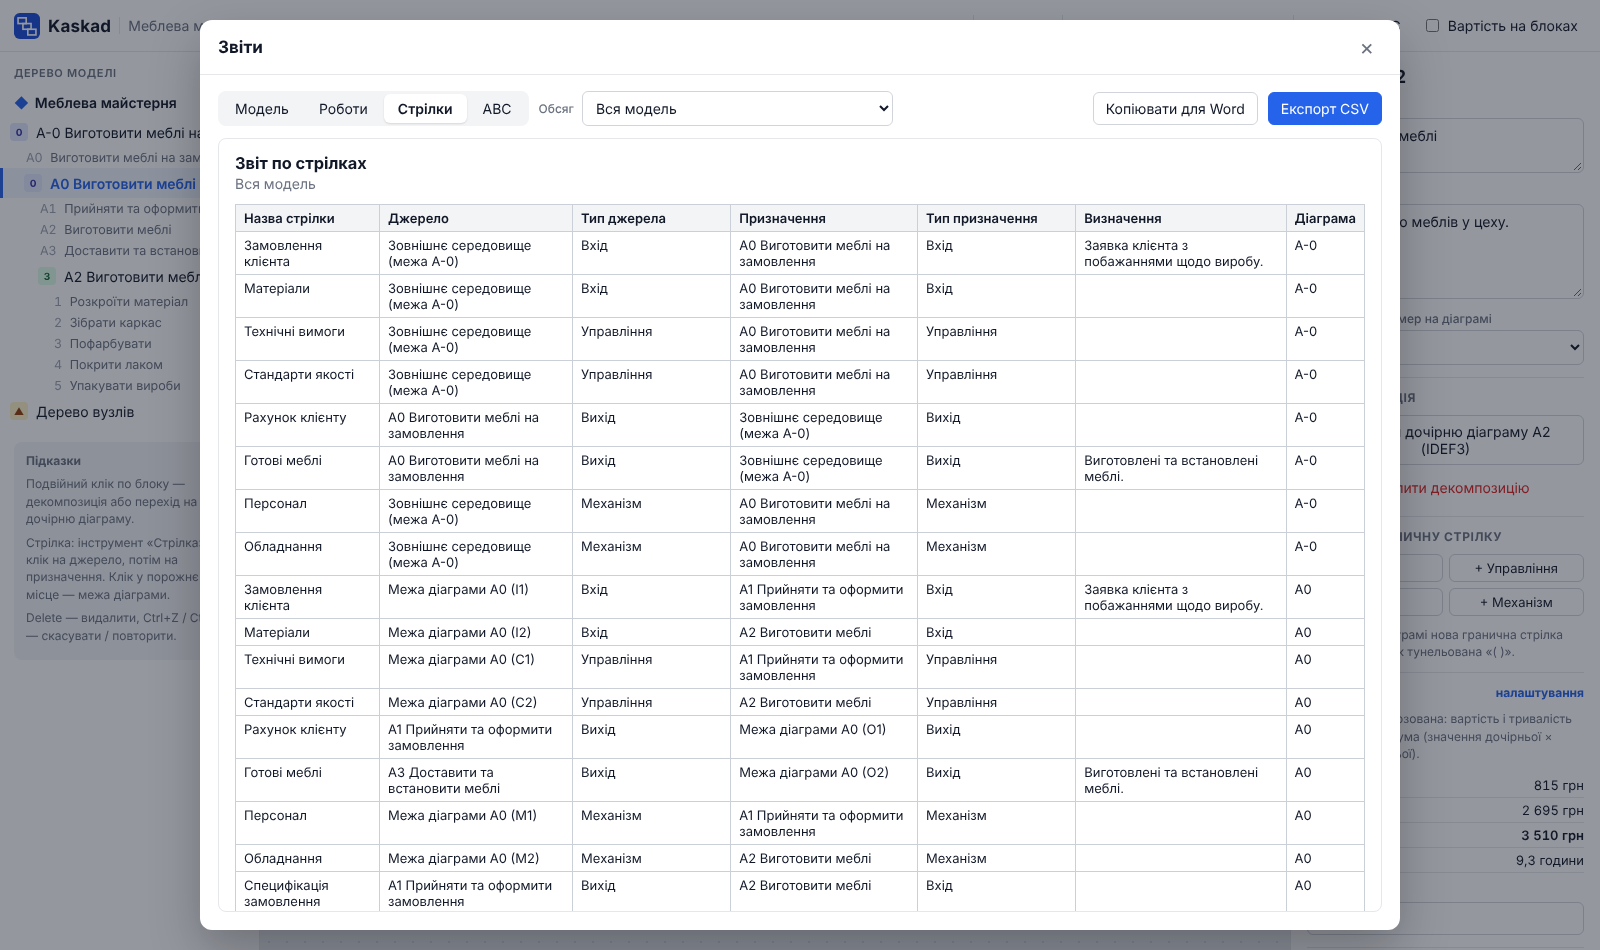 Kaskad
Меблева
Вартість на блоках
ДЕРЕВО МОДЕЛІ
Меблева майстерня
0 A-0 Виготовити меблі
A0 Виготовити меблі на
0 A0 Виготовити меблі
A1 Прийняти та
A2 Виготовити меблі
A3 Доставити та
3 A2 Виготовити
1 Розкроїти матеріал
2 Зібрати каркас
3 Пофарбувати
4 Покрити лаком
5 Упакувати вироби
Дерево вузлів
Підказки
Подвійний клік по блоку —
декомпозиція або перехід на
дочірню діаграму.
Стрілка: інструмент
клік на джерело, потім на
призначення. Клік у порожнє
місце — межа діаграми.
Delete — видалити, Ctrl+Z /
— скасувати / повторити.
Звіти
×
Модель Роботи Стрілки ABC Обсяг Вся модель Копіювати для Word Експорт CSV
Звіт по стрілках
Вся модель
Назва стрілки Джерело Тип джерела Призначення Тип призначення Визначення Діаграма
Замовлення клієнта Зовнішнє середовище (межа A-0) Вхід A0 Виготовити меблі на замовлення Вхід Заявка клієнта з побажаннями щодо виробу. A-0
Матеріали Зовнішнє середовище (межа A-0) Вхід A0 Виготовити меблі на замовлення Вхід A-0
Технічні вимоги Зовнішнє середовище (межа A-0) Управління A0 Виготовити меблі на замовлення Управління A-0
Стандарти якості Зовнішнє середовище (межа A-0) Управління A0 Виготовити меблі на замовлення Управління A-0
Рахунок клієнту A0 Виготовити меблі на замовлення Вихід Зовнішнє середовище (межа A-0) Вихід A-0
Готові меблі A0 Виготовити меблі на замовлення Вихід Зовнішнє середовище (межа A-0) Вихід Виготовлені та встановлені меблі. A-0
Персонал Зовнішнє середовище (межа A-0) Механізм A0 Виготовити меблі на замовлення Механізм A-0
Обладнання Зовнішнє середовище (межа A-0) Механізм A0 Виготовити меблі на замовлення Механізм A-0
Замовлення клієнта Межа діаграми A0 (I1) Вхід A1 Прийняти та оформити замовлення Вхід Заявка клієнта з побажаннями щодо виробу. A0
Матеріали Межа діаграми A0 (I2) Вхід A2 Виготовити меблі Вхід A0
Технічні вимоги Межа діаграми A0 (C1) Управління A1 Прийняти та оформити замовлення Управління A0
Стандарти якості Межа діаграми A0 (C2) Управління A2 Виготовити меблі Управління A0
Рахунок клієнту A1 Прийняти та оформити замовлення Вихід Межа діаграми A0 (O1) Вихід A0
Готові меблі A3 Доставити та встановити меблі Вихід Межа діаграми A0 (O2) Вихід Виготовлені та встановлені меблі. A0
Персонал Межа діаграми A0 (M1) Механізм A1 Прийняти та оформити замовлення Механізм A0
Обладнання Межа діаграми A0 (M2) Механізм A2 Виготовити меблі Механізм A0
Специфікація замовлення A1 Прийняти та оформити замовлення Вихід A2 Виготовити меблі Вхід A0
меблі
меблів у цеху.
на діаграмі
дочірню діаграму A2
(IDEF3)
декомпозицію
СТРІЛКУ
+ Управління
+ Механізм
нова гранична стрілка
тунельована «( )».
налаштування
вартість і тривалість
(значення дочірньої ×
815 грн
2 695 грн
3 510 грн
9,3 години